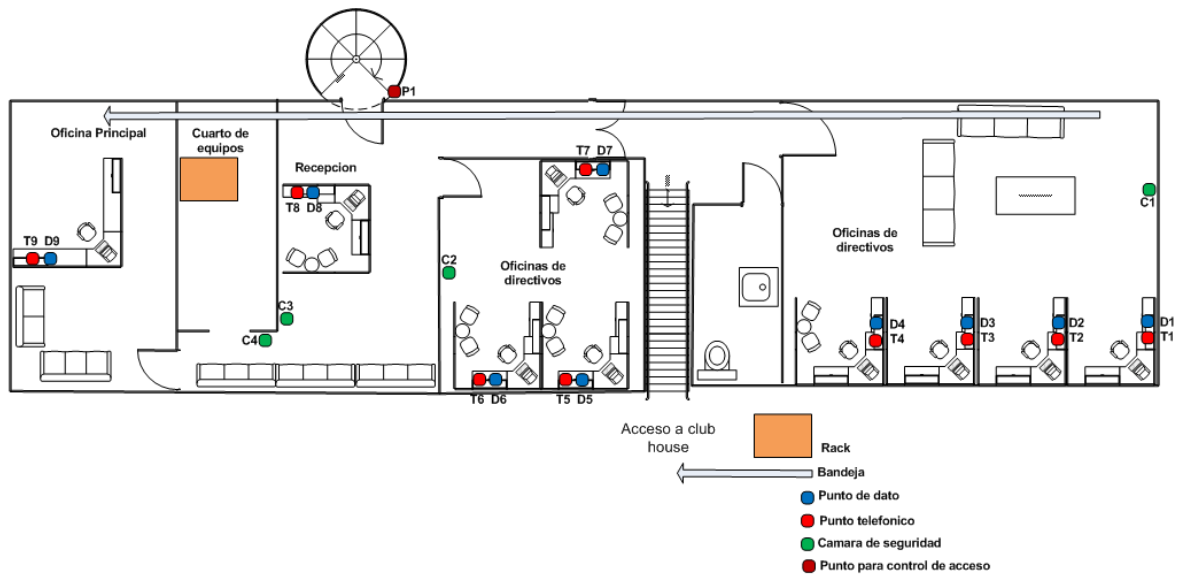 P1
Oficina Principal
Cuarto de
equipos
Recepcion
T7 D7
T8 D8
C1
T9 D9
Oficinas de
directivos
C2
Oficinas de
directivos
C3
C4
D4
T4
D3
T3
D2
T2
D1
T1
T6 D6
T5 D5
Acceso a club
house
Rack
Bandeja
Punto de dato
Punto telefonico
Camara de seguridad
Punto para control de acceso